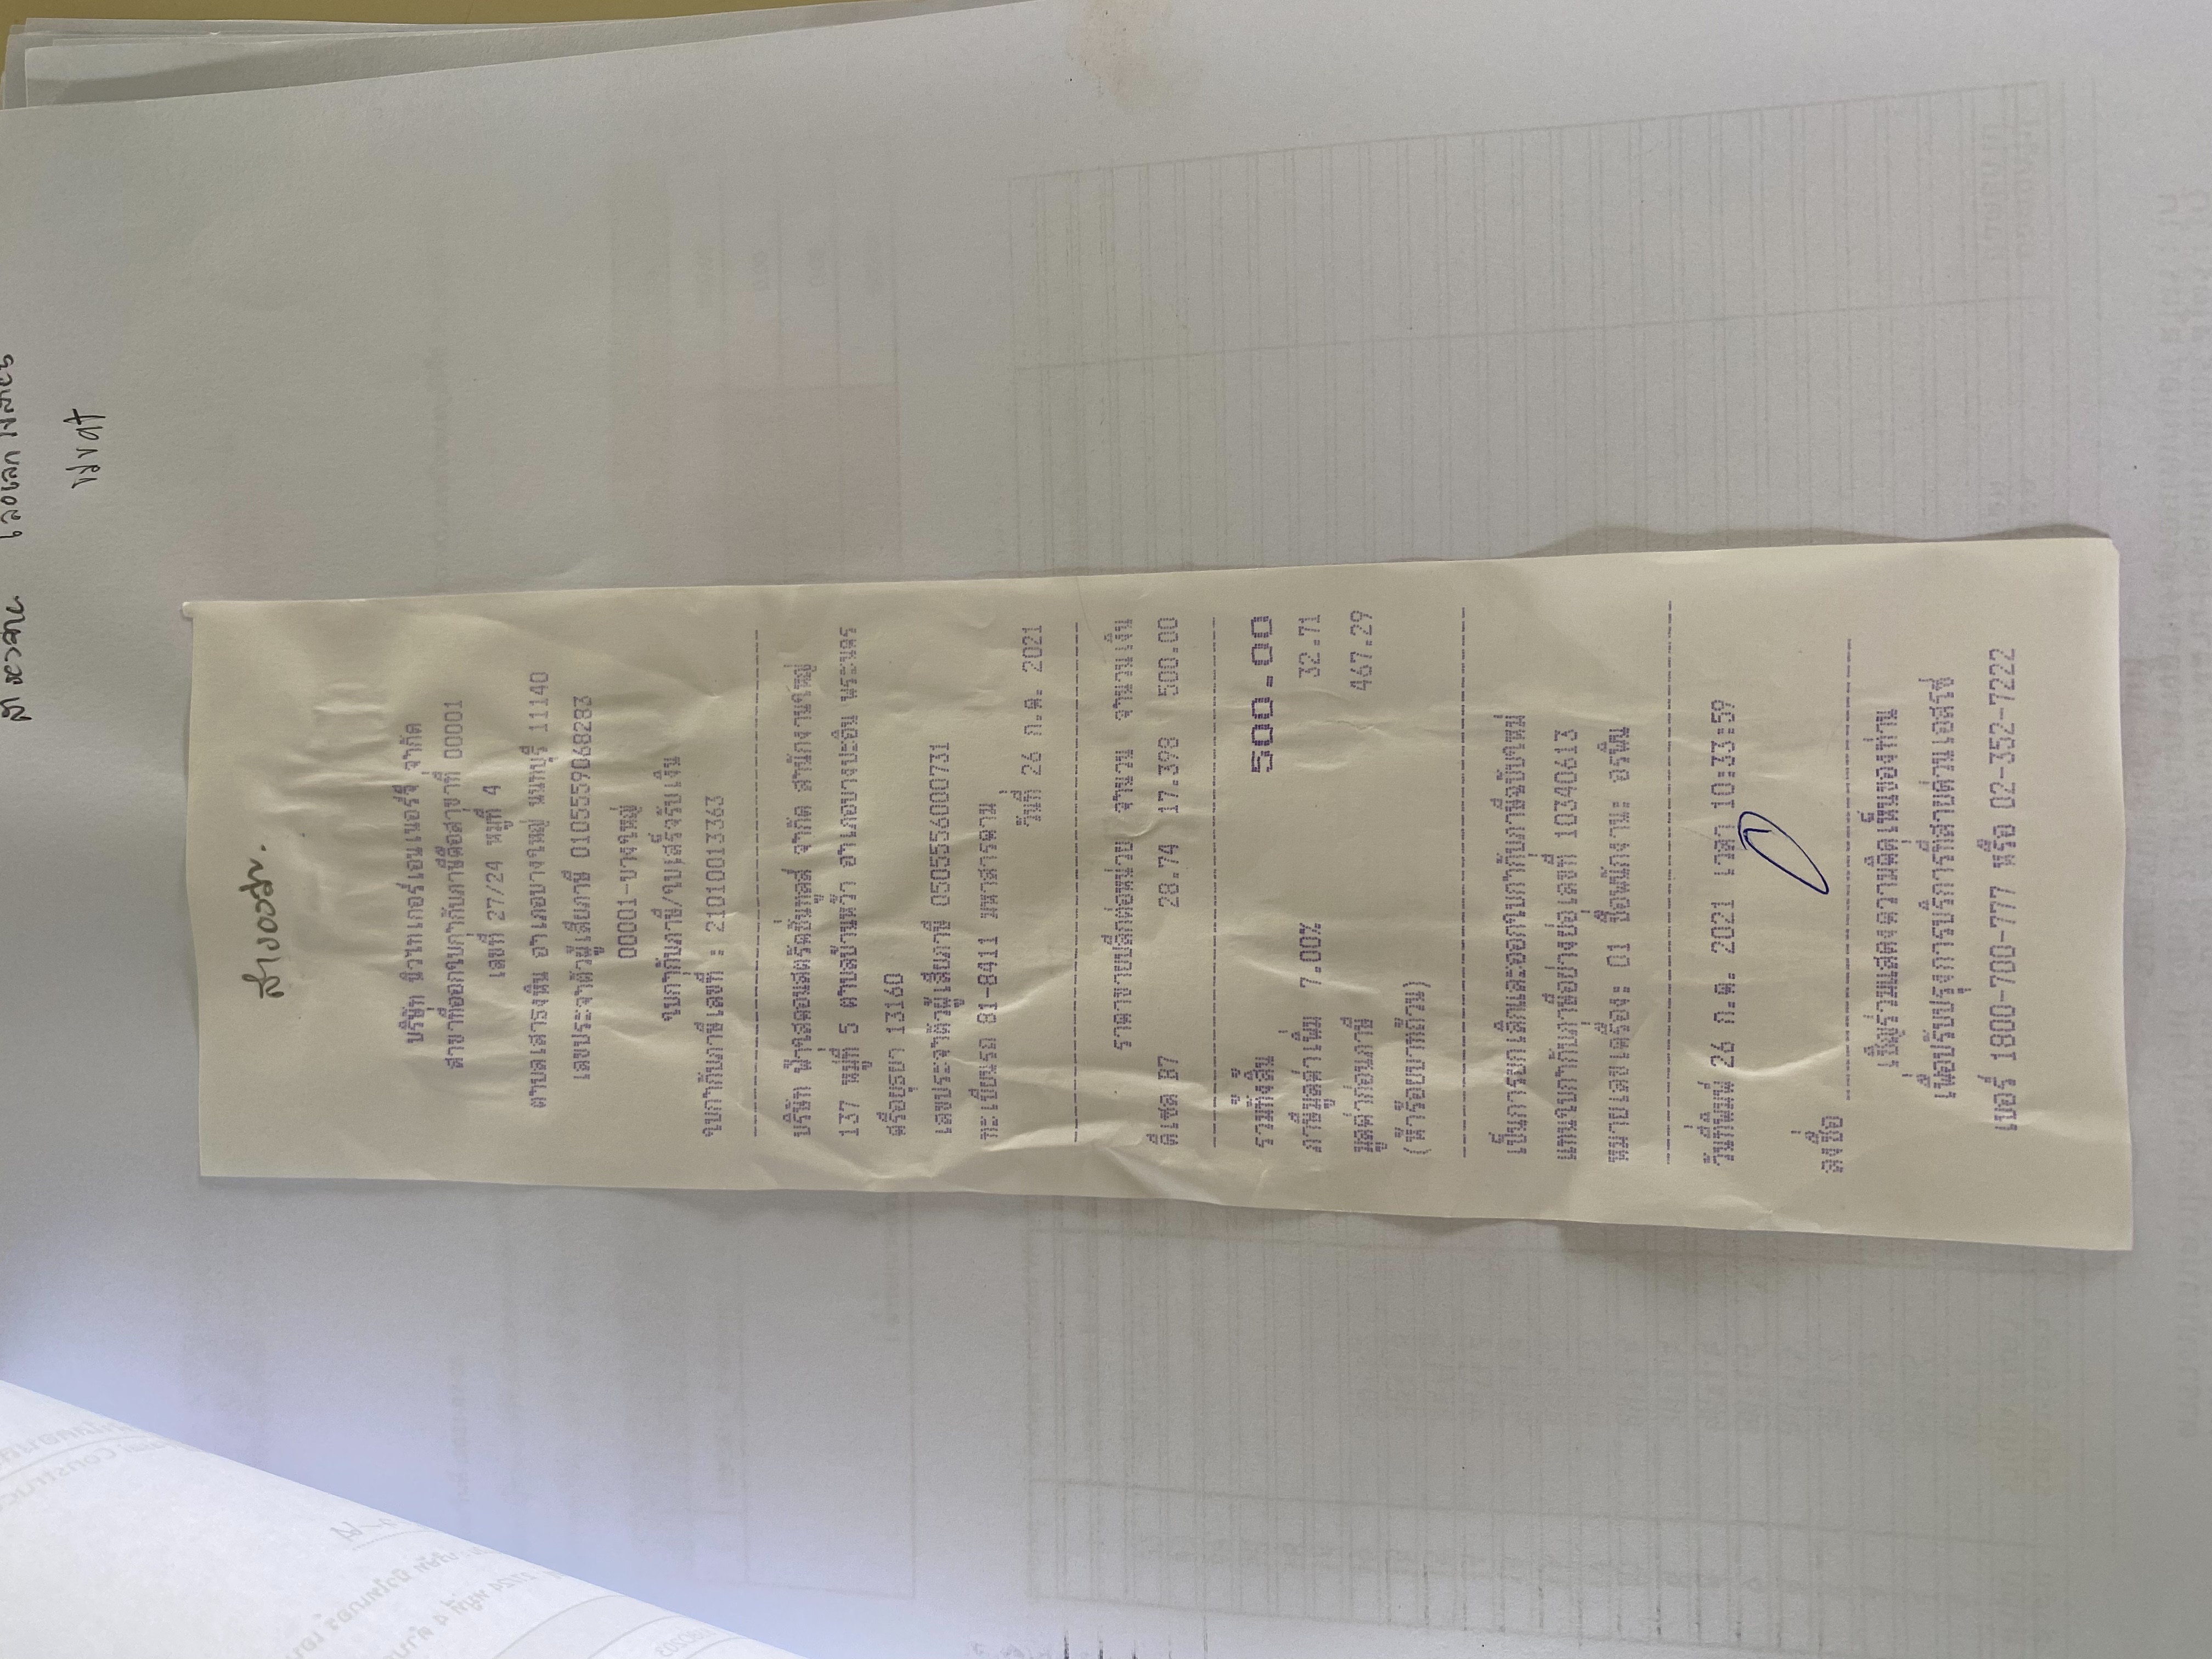 สำรองจ่าย
ไม่ vat
สำรองจ่าย.
บริษัท นิวไทเกอร์เอนเนอร์จี จำกัด
สาขาที่ออกใบกำกับภาษีคือสาขาที่ 00001
เลขที่ 27/24 หมู่ที่ 4
ตำบลเสาธงหิน อำเภอบางใหญ่ นนทบุรี 11140
เลขประจำตัวผู้เสียภาษี 0105559068283
00001-บางใหญ่
ใบกำกับภาษี/ใบเสร็จรับเงิน
ใบกำกับภาษีเลขที่ : 21010013363
บริษัท ฟ้าใสคอนสตรัคชั่นทูลส์ จำกัด สำนักงานใหญ่
137 หมู่ที่ 5 ตำบลบ้านหว้า อำเภอบางปะอิน พระนคร
ศรีอยุธยา 13160
เลขประจำตัวผู้เสียภาษี 0505556000731
ทะเบียนรถ 81-8411 มหาสารคาม
วันที่ 26 ก.ค. 2021
ราคาขายปลีกต่อหน่วย จำนวน จำนวนเงิน
ดีเซล B7 28.74 17.398 500.00
รวมทั้งสิ้น 500.00
ภาษีมูลค่าเพิ่ม 7.00% 32.71
มูลค่าก่อนภาษี 467.29
(ห้าร้อยบาทถ้วน)
เป็นการยกเลิกและออกใบกำกับภาษีฉบับใหม่
แทนใบกำกับภาษีอย่างย่อเลขที่ 10340613
หมายเลขเครื่อง: 01 ชื่อพนักงาน: อรพิน
วันที่พิมพ์ 26 ก.ค. 2021 เวลา 10:33:59
ลงชื่อ
เชิญร่วมแสดงความคิดเห็นของท่าน
เพื่อปรับปรุงการบริการที่สายด่วนเอสโซ่
เบอร์ 1800-700-777 หรือ 02-352-7222